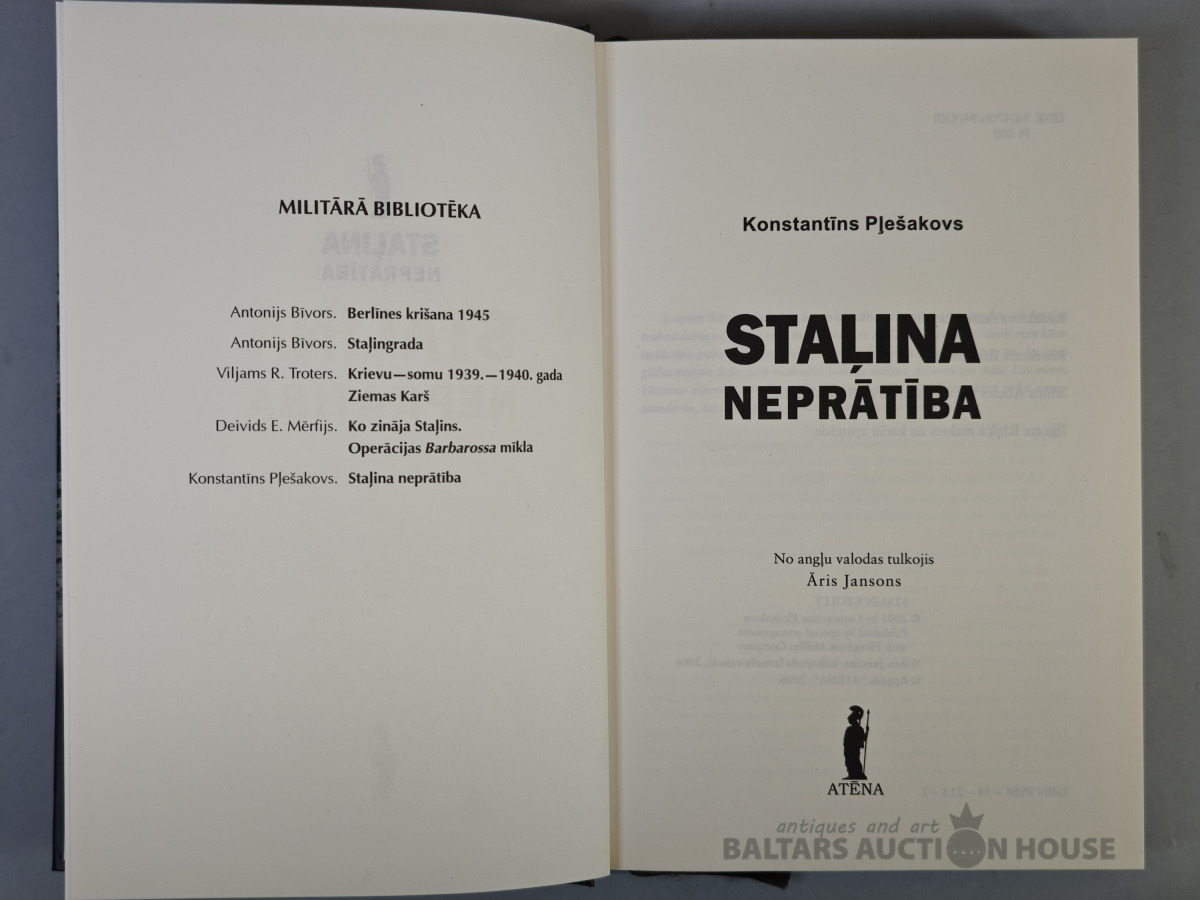 MILITĀRĀ BIBLIOTĒKA
Antonijs Bīvors. Berlīnes krišana 1945
Antonijs Bīvors. Staļingrada
Viljams R. Troters. Krievu—somu 1939.—1940. gada
Ziemas Karš
Deivids E. Mērfijs. Ko zināja Staļins.
Operācijas Barbarossa mīkla
Konstantīns Pļešakovs. Staļina neprātība
Konstantīns Pļešakovs
STAĻINA
NEPRĀTĪBA
No angļu valodas tulkojis
Āris Jansons
ATĒNA
antiques and art
BALTARS AUCTION HOUSE